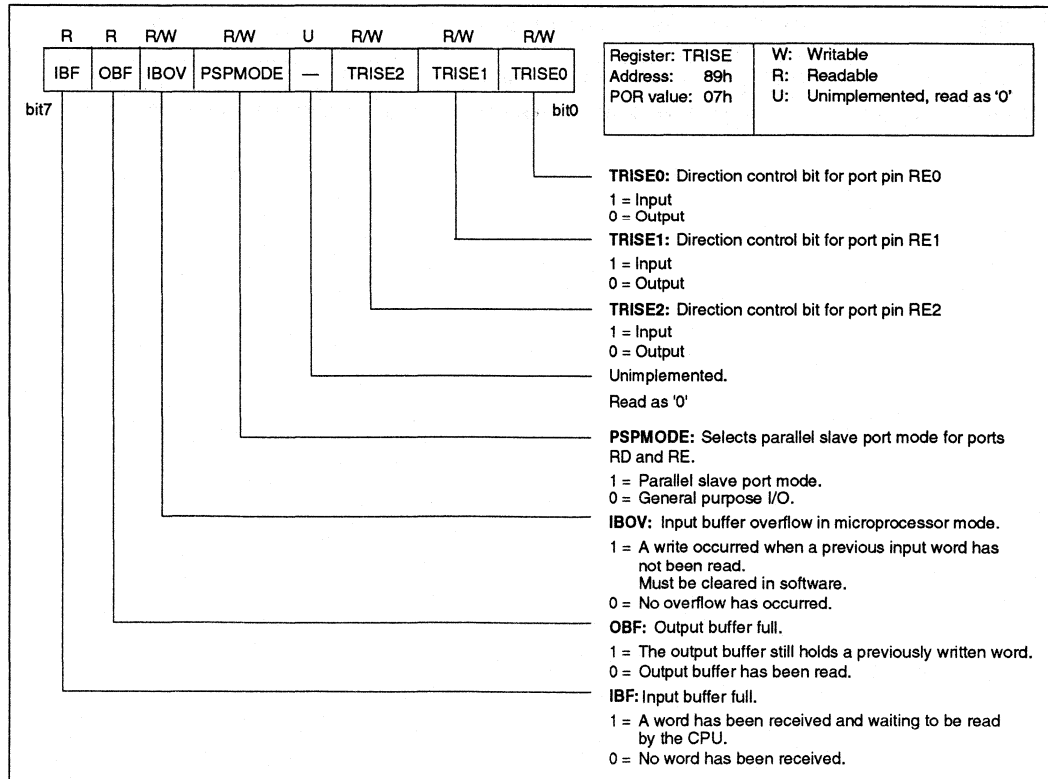 R R R/W R/W U R/W R/W R/W
IBF OBF IBOV PSPMODE — TRISE2 TRISE1 TRISE0
bit7 bit0
Register: TRISE
Address: 89h
POR value: 07h
W: Writable
R: Readable
U: Unimplemented, read as ‘0’
TRISE0: Direction control bit for port pin RE0
1 = Input
0 = Output
TRISE1: Direction control bit for port pin RE1
1 = Input
0 = Output
TRISE2: Direction control bit for port pin RE2
1 = Input
0 = Output
Unimplemented.
Read as '0'
PSPMODE: Selects parallel slave port mode for ports
RD and RE.
1 = Parallel slave port mode.
0 = General purpose I/O.
IBOV: Input buffer overflow in microprocessor mode.
1 = A write occurred when a previous input word has
not been read.
Must be cleared in software.
0 = No overflow has occurred.
OBF: Output buffer full.
1 = The output buffer still holds a previously written word.
0 = Output buffer has been read.
IBF: Input buffer full.
1 = A word has been received and waiting to be read
by the CPU.
0 = No word has been received.